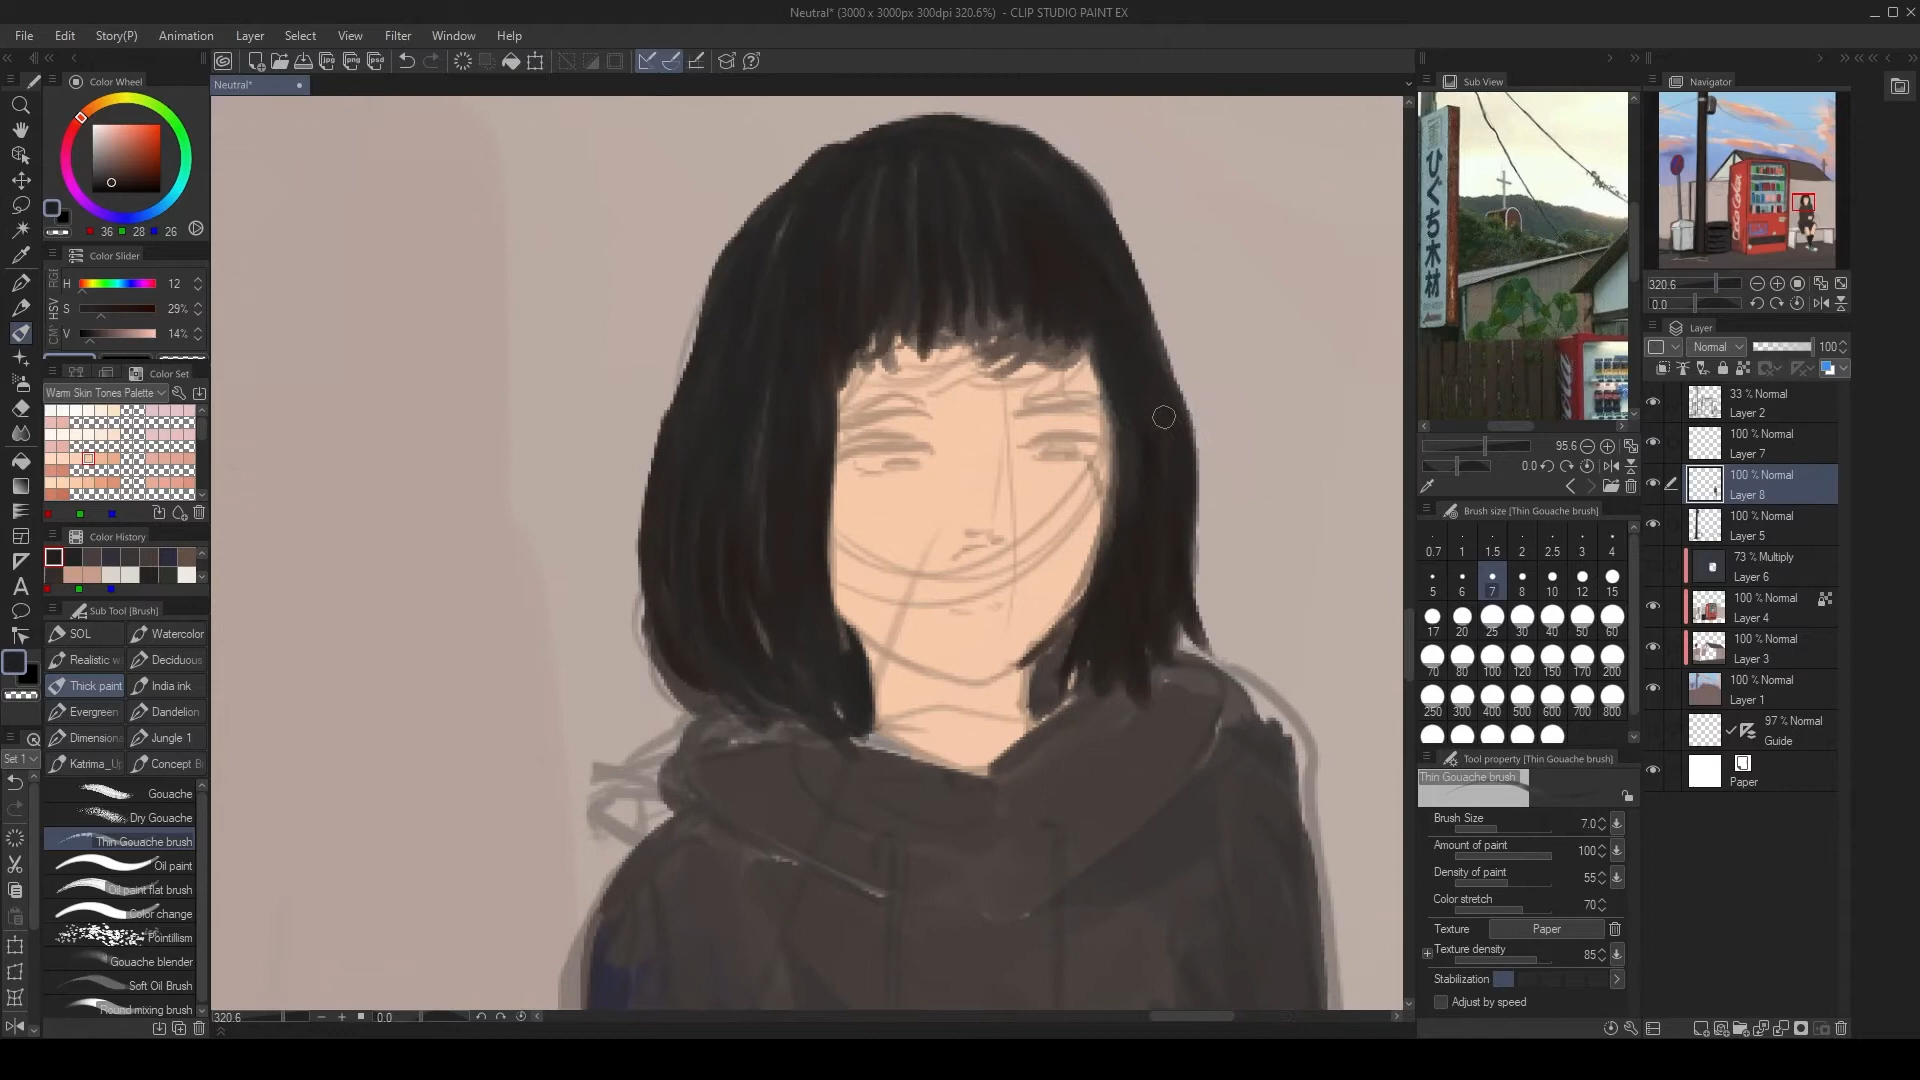 Neutral* (3000 x 3000px 300dpi 320.6%) - CLIP STUDIO PAINT EX
File Edit Story(P) Animation Layer Select View Filter Window Help
Neutral*
Color Wheel
36 28 26
Color Slider
H 12
S 29%
V 14%
HSV
Color Set
Warm Skin Tones Palette
Color History
Sub Tool [Brush]
SOL Watercolor
Realistic w Deciduous
Thick paint India ink
Evergreen Dandelion
Dimensiona Jungle 1
Katrima_Up Concept B
Set 1
Gouache
Dry Gouache
Thin Gouache brush
Oil paint
Oil paint flat brush
Color change
Pointillism
Gouache blender
Soft Oil Brush
Round mixing brush
320.6 0.0
Sub View
ひぐち木材
95.6
0.0
Brush size [Thin Gouache brush]
0.7 1 1.5 2 2.5 3 4
5 6 7 8 10 12 15
17 20 25 30 40 50 60
70 80 100 120 150 170 200
250 300 400 500 600 700 800
Tool property [Thin Gouache brush]
Thin Gouache brush
Brush Size 7.0
Amount of paint 100
Density of paint 55
Color stretch 70
Texture Paper
Texture density 85
Stabilization
Adjust by speed
Navigator
Coca Cola
320.6
0.0
Layer
Normal 100
33 % Normal
Layer 2
100 % Normal
Layer 7
100 % Normal
Layer 8
100 % Normal
Layer 5
73 % Multiply
Layer 6
100 % Normal
Layer 4
100 % Normal
Layer 3
100 % Normal
Layer 1
97 % Normal
Guide
Paper